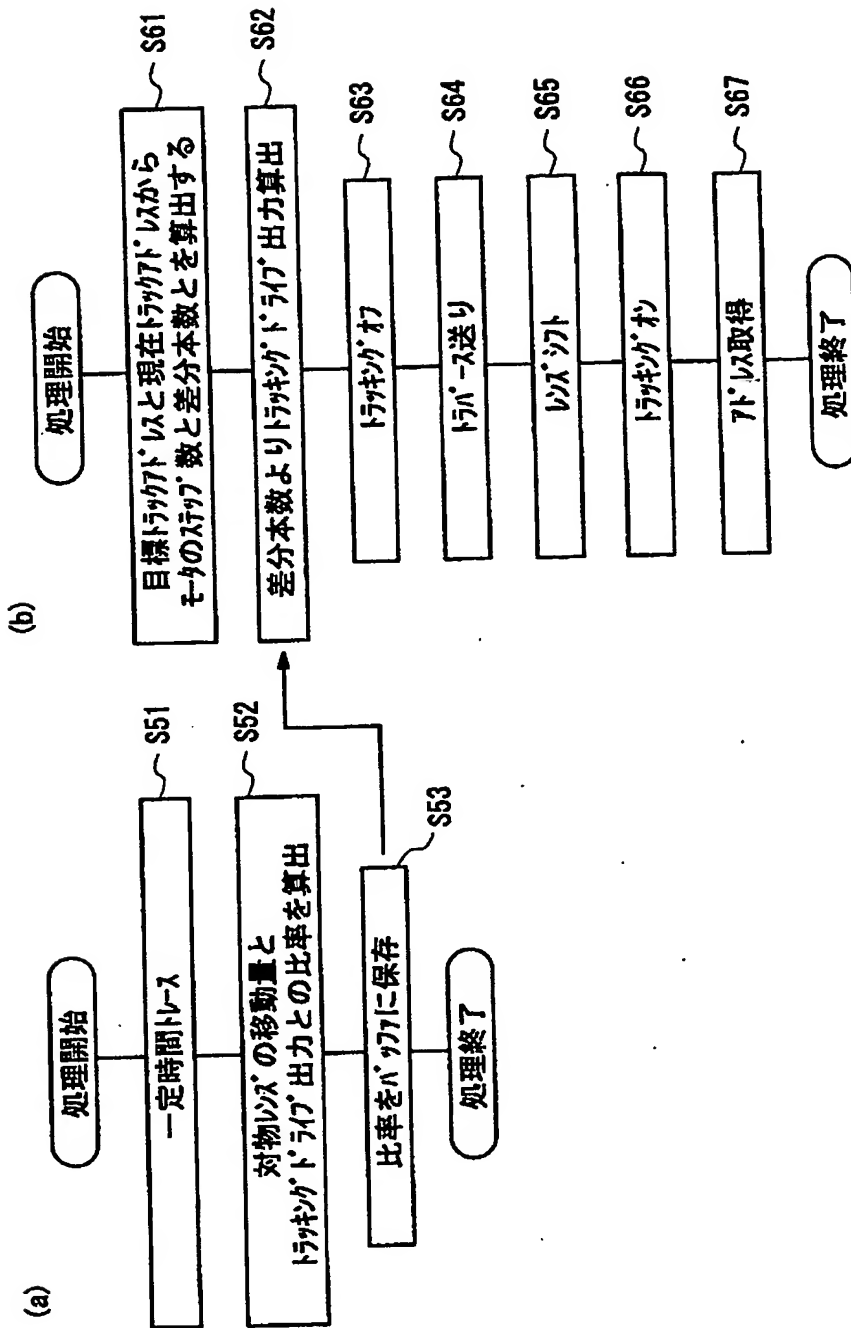 (a)
処理開始
一定時間トレース
S51
対物レンズの移動量と
トラッキングドライブ出力との比率を算出
S52
比率をバッファに保存
S53
処理終了
(b)
処理開始
目標トラックアドレスと現在トラックアドレスから
モータのステップ数と差分本数とを算出する
S61
差分本数よりトラッキングドライブ出力算出
S62
トラッキングオフ
S63
トラバース送り
S64
レンズシフト
S65
トラッキングオン
S66
アドレス取得
S67
処理終了